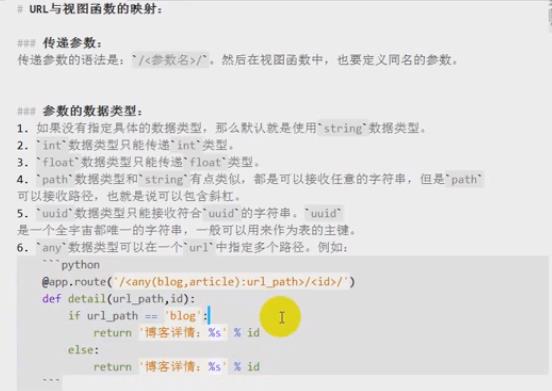 # URL与视图函数的映射：
### 传递参数：
传递参数的语法是：`/<参数名>/`。然后在视图函数中，也要定义同名的参数。
### 参数的数据类型：
1. 如果没有指定具体的数据类型，那么默认就是使用`string`数据类型。
2. `int`数据类型只能传递`int`类型。
3. `float`数据类型只能传递`float`类型。
4. `path`数据类型和`string`有点类似，都是可以接收任意的字符串，但是`path`
可以接收路径，也就是说可以包含斜杠。
5. `uuid`数据类型只能接收符合`uuid`的字符串。`uuid`
是一个全宇宙都唯一的字符串，一般可以用来作为表的主键。
6. `any`数据类型可以在一个`url`中指定多个路径。例如：
```python
@app.route('/<any(blog,article):url_path>/<id>/')
def detail(url_path,id):
if url_path == 'blog':
return '博客详情：%s' % id
else:
return '博客详情：%s' % id
```